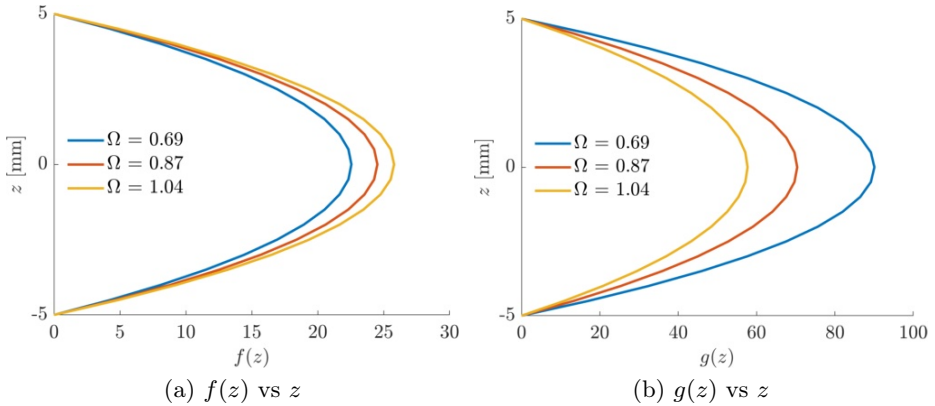 5
0
-5
z [mm]
Ω = 0.69
Ω = 0.87
Ω = 1.04
0 5 10 15 20 25 30
f(z)
(a) f(z) vs z
5
0
-5
z [mm]
Ω = 0.69
Ω = 0.87
Ω = 1.04
0 20 40 60 80 100
g(z)
(b) g(z) vs z